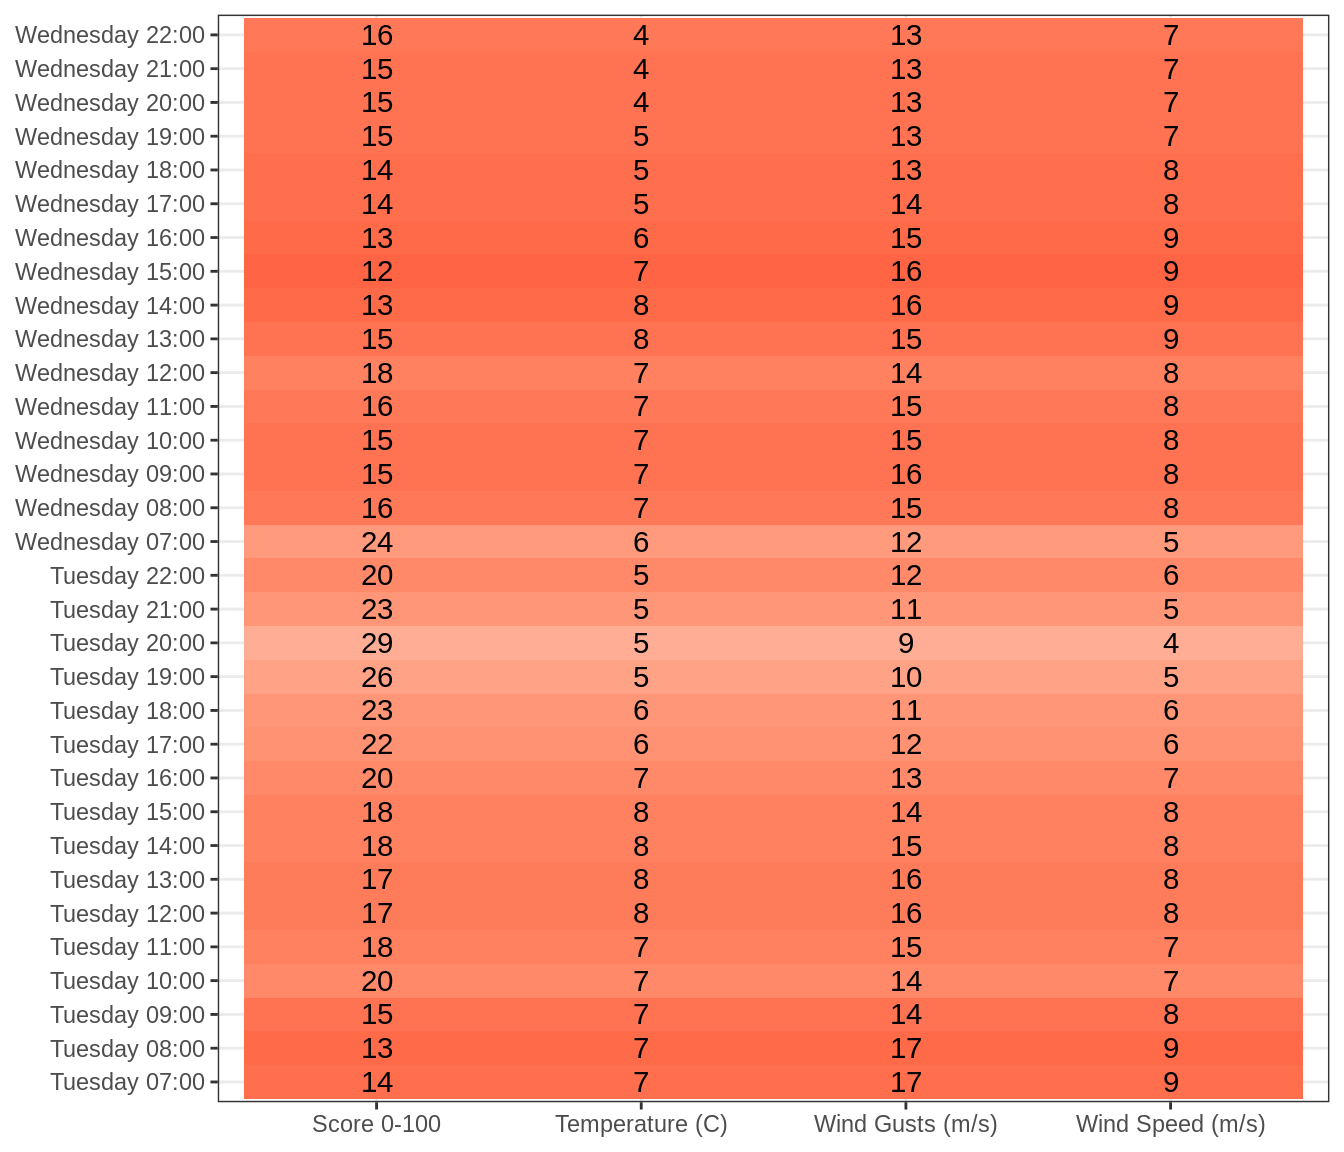 Wednesday 22:00 16 4 13 7
Wednesday 21:00 15 4 13 7
Wednesday 20:00 15 4 13 7
Wednesday 19:00 15 5 13 7
Wednesday 18:00 14 5 13 8
Wednesday 17:00 14 5 14 8
Wednesday 16:00 13 6 15 9
Wednesday 15:00 12 7 16 9
Wednesday 14:00 13 8 16 9
Wednesday 13:00 15 8 15 9
Wednesday 12:00 18 7 14 8
Wednesday 11:00 16 7 15 8
Wednesday 10:00 15 7 15 8
Wednesday 09:00 15 7 16 8
Wednesday 08:00 16 7 15 8
Wednesday 07:00 24 6 12 5
Tuesday 22:00 20 5 12 6
Tuesday 21:00 23 5 11 5
Tuesday 20:00 29 5 9 4
Tuesday 19:00 26 5 10 5
Tuesday 18:00 23 6 11 6
Tuesday 17:00 22 6 12 6
Tuesday 16:00 20 7 13 7
Tuesday 15:00 18 8 14 8
Tuesday 14:00 18 8 15 8
Tuesday 13:00 17 8 16 8
Tuesday 12:00 17 8 16 8
Tuesday 11:00 18 7 15 7
Tuesday 10:00 20 7 14 7
Tuesday 09:00 15 7 14 8
Tuesday 08:00 13 7 17 9
Tuesday 07:00 14 7 17 9
Score 0-100 Temperature (C) Wind Gusts (m/s) Wind Speed (m/s)